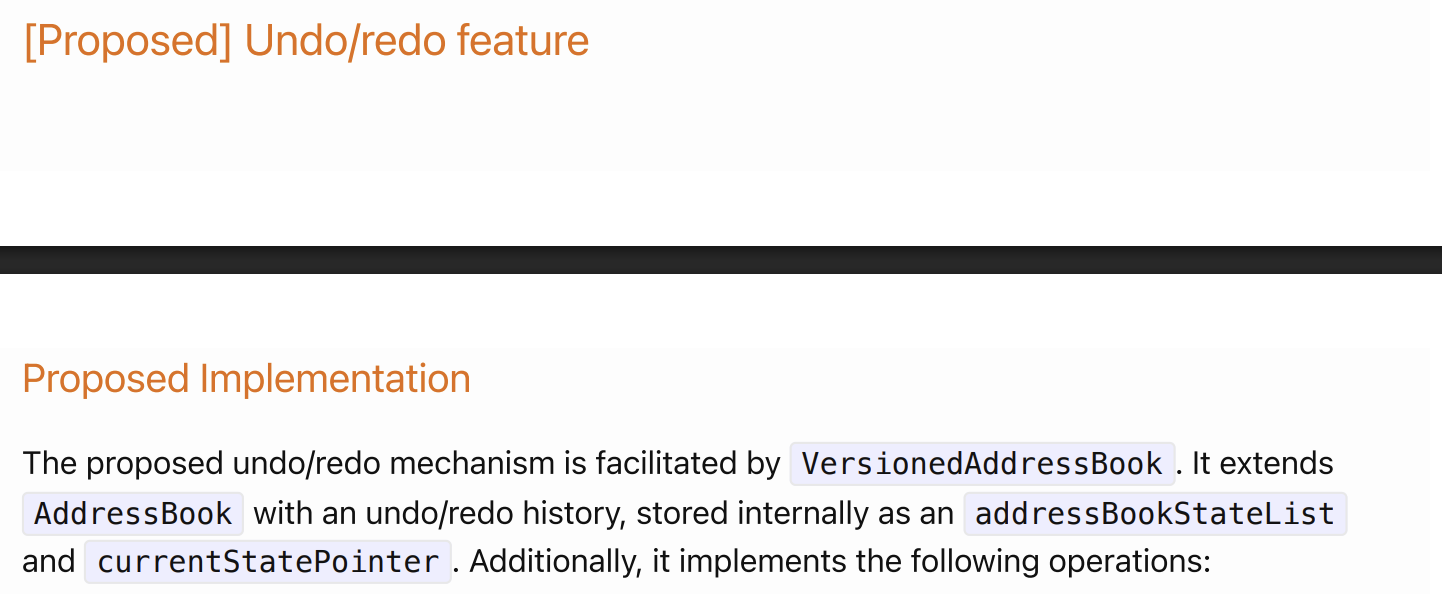 [Proposed] Undo/redo feature
Proposed Implementation
The proposed undo/redo mechanism is facilitated by VersionedAddressBook. It extends
AddressBook with an undo/redo history, stored internally as an addressBookStateList
and currentStatePointer. Additionally, it implements the following operations: